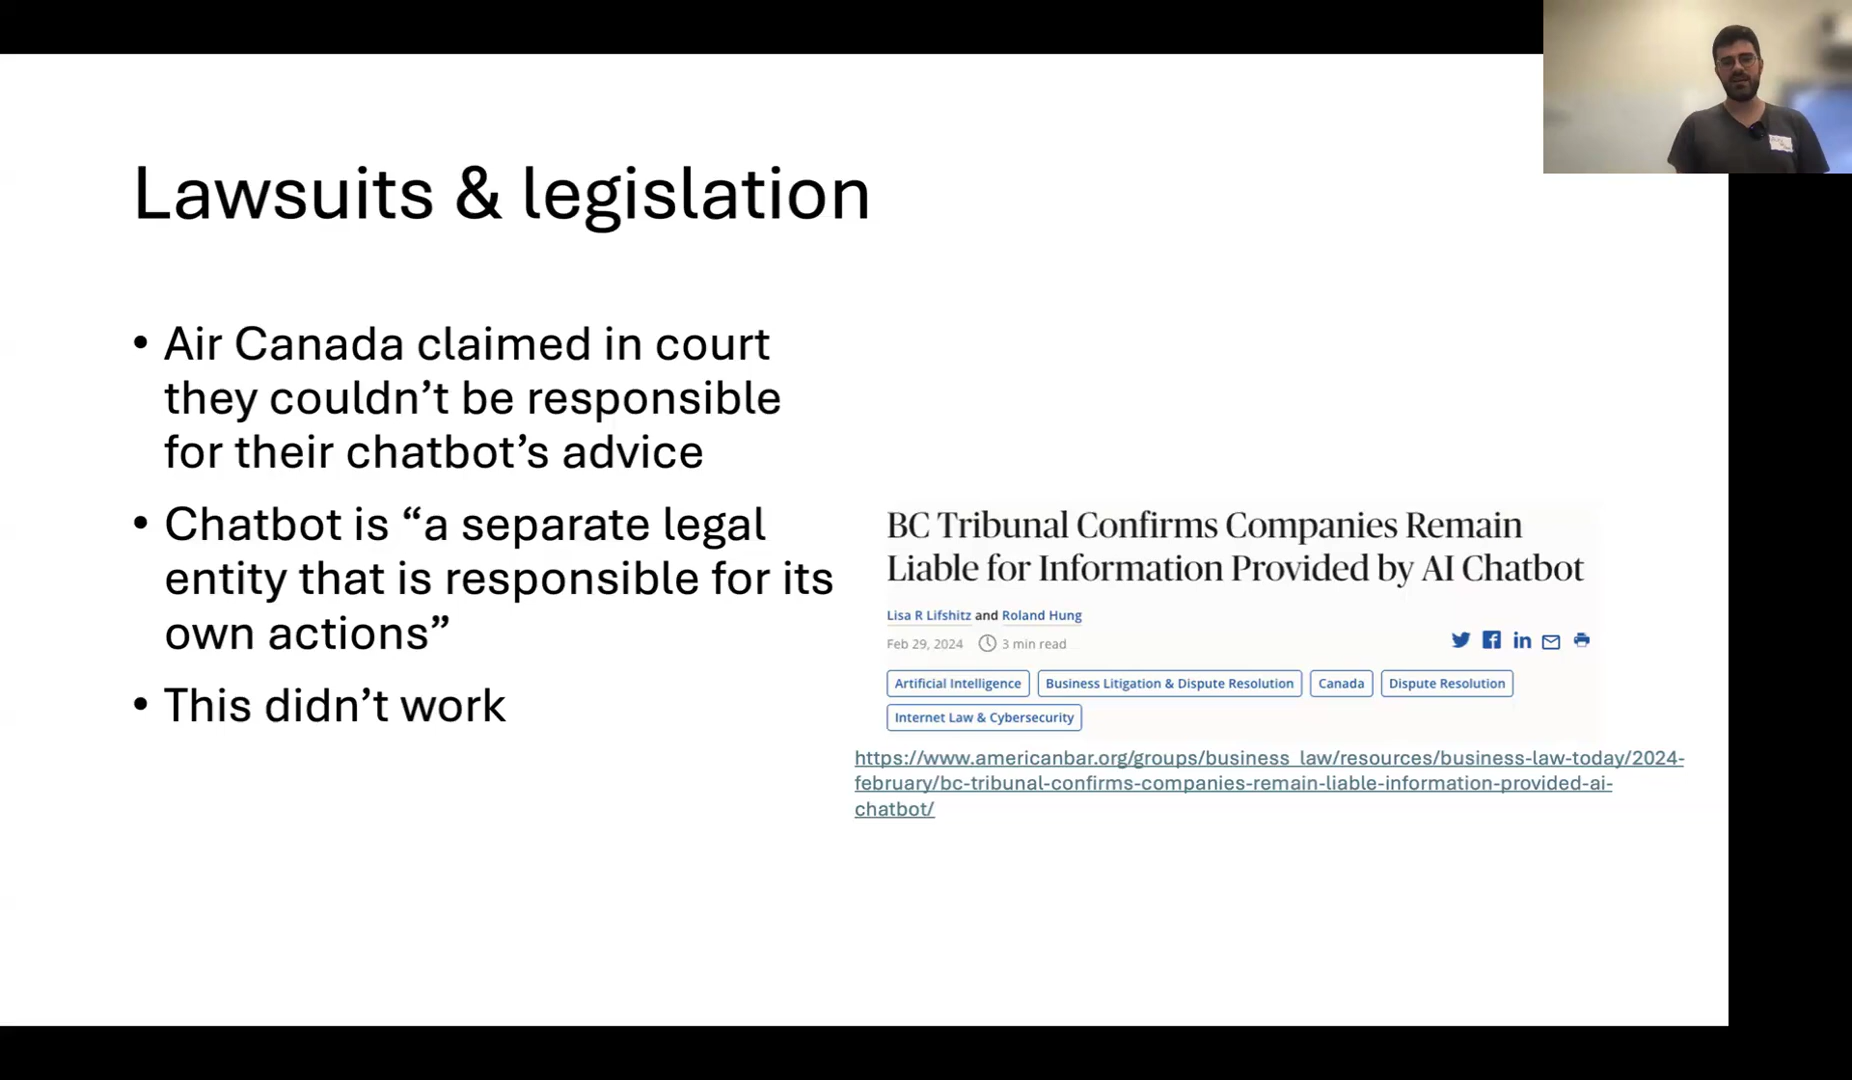 Lawsuits & legislation
• Air Canada claimed in court
they couldn’t be responsible
for their chatbot’s advice
• Chatbot is “a separate legal
entity that is responsible for its
own actions”
• This didn’t work
BC Tribunal Confirms Companies Remain
Liable for Information Provided by AI Chatbot
Lisa R Lifshitz and Roland Hung
Feb 29, 2024 3 min read
Artificial Intelligence Business Litigation & Dispute Resolution Canada Dispute Resolution
Internet Law & Cybersecurity
https://www.americanbar.org/groups/business_law/resources/business-law-today/2024-
february/bc-tribunal-confirms-companies-remain-liable-information-provided-ai-
chatbot/